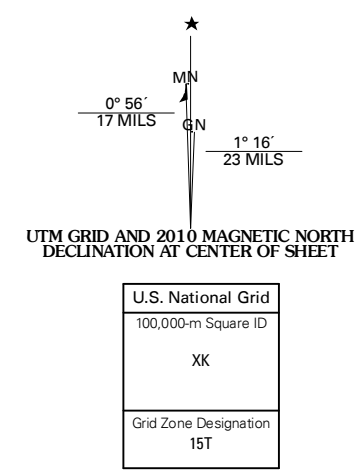 MN
0° 56´
17 MILS
GN
1° 16´
23 MILS
UTM GRID AND 2010 MAGNETIC NORTH
DECLINATION AT CENTER OF SHEET
U.S. National Grid
100,000-m Square ID
XK
Grid Zone Designation
15T